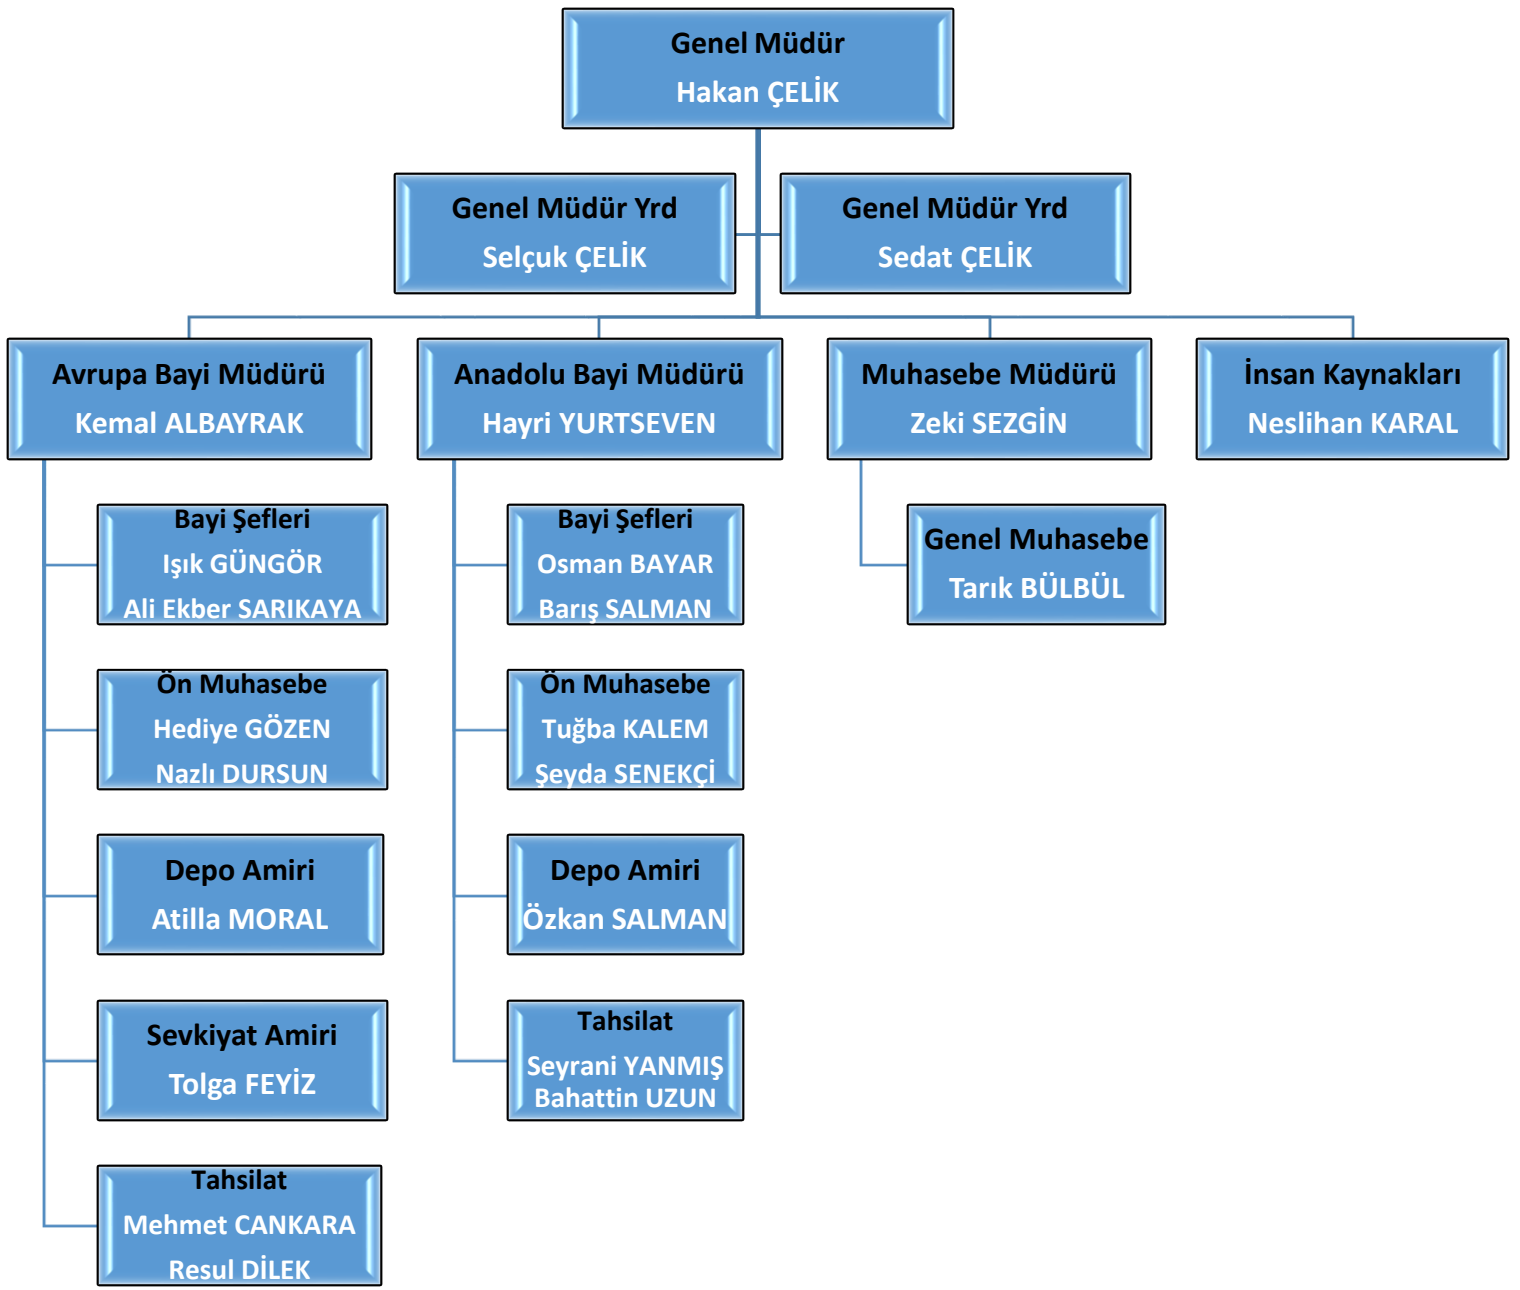 Genel Müdür
Hakan ÇELİK
Genel Müdür Yrd
Selçuk ÇELİK
Genel Müdür Yrd
Sedat ÇELİK
Avrupa Bayi Müdürü
Kemal ALBAYRAK
Anadolu Bayi Müdürü
Hayri YURTSEVEN
Muhasebe Müdürü
Zeki SEZGİN
İnsan Kaynakları
Neslihan KARAL
Bayi Şefleri
Işık GÜNGÖR
Ali Ekber SARIKAYA
Ön Muhasebe
Hediye GÖZEN
Nazlı DURSUN
Depo Amiri
Atilla MORAL
Sevkiyat Amiri
Tolga FEYİZ
Tahsilat
Mehmet CANKARA
Resul DİLEK
Bayi Şefleri
Osman BAYAR
Barış SALMAN
Ön Muhasebe
Tuğba KALEM
Şeyda SENEKÇİ
Depo Amiri
Özkan SALMAN
Tahsilat
Seyrani YANMIŞ
Bahattin UZUN
Genel Muhasebe
Tarık BÜLBÜL